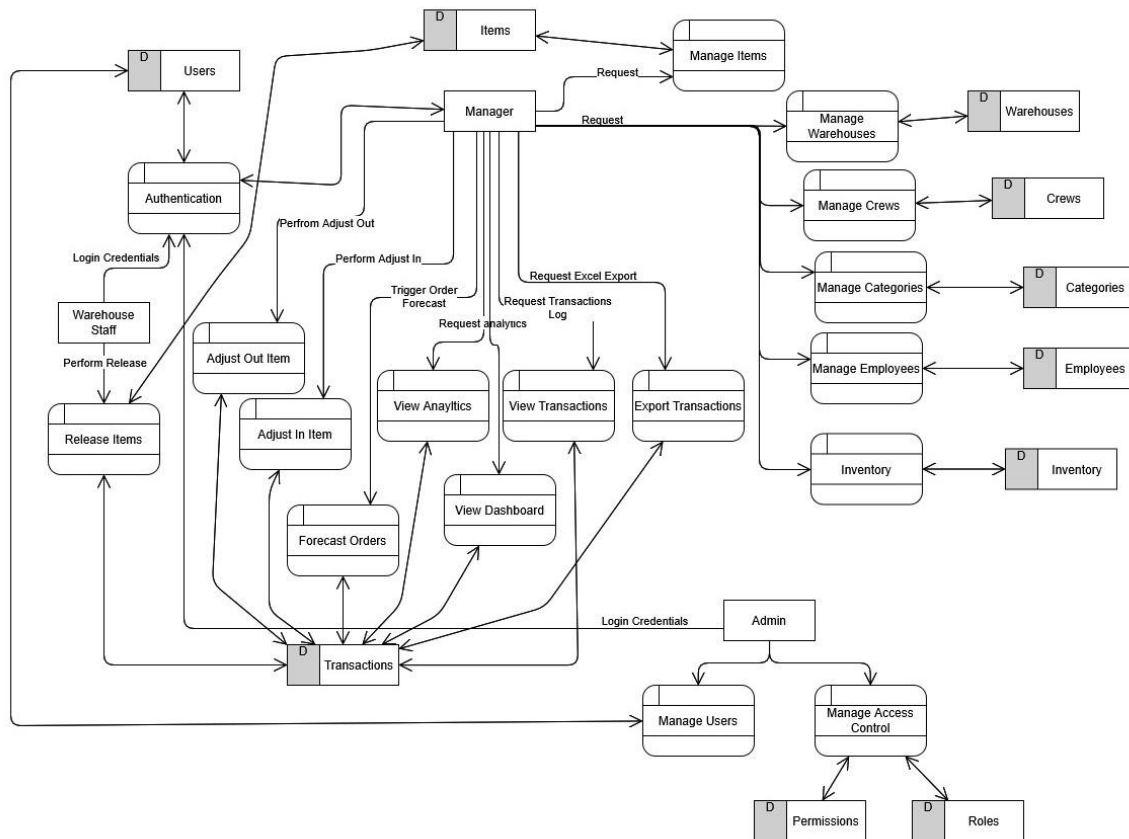 D
Items
Manage Items
D
Users
Request
Manager
Request
Manage
Warehouses
D
Warehouses
Authentication
Manage Crews
D
Crews
Perfrom Adjust Out
Login Credentials
Perform Adjust In
Request Excel Export
Manage Categories
D
Categories
Trigger Order
Forecast
Request Transactions
Log
Warehouse
Staff
Request analytics
Perform Release
Adjust Out Item
Manage Employees
D
Employees
View Anayltics
View Transactions
Export Transactions
Release Items
Adjust In Item
Inventory
D
Inventory
View Dashboard
Forecast Orders
Login Credentials
Admin
D
Transactions
Manage Users
Manage Access
Control
D
Permissions
D
Roles